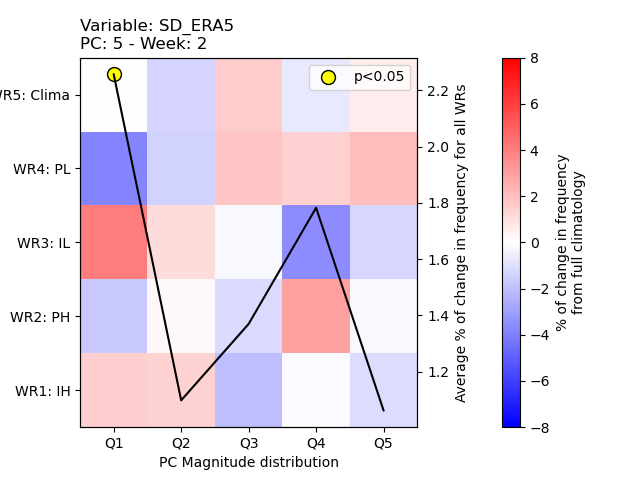 Variable: SD_ERA5
PC: 5 - Week: 2
p<0.05
WR5: Clima
WR4: PL
WR3: IL
WR2: PH
WR1: IH
Q1 Q2 Q3 Q4 Q5
PC Magnitude distribution
2.2
2.0
1.8
1.6
1.4
1.2
Average % of change in frequency for all WRs
8
6
4
2
0
−2
−4
−6
−8
% of change in frequency
from full climatology